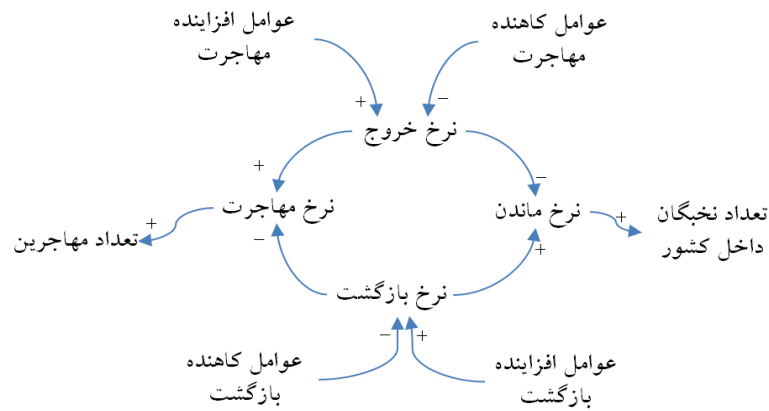 عوامل کاهنده
مهاجرت
عوامل افزاینده
مهاجرت
+
−
نرخ خروج
+
−
نرخ ماندن
نرخ مهاجرت
تعداد نخبگان
داخل کشور
+
+
تعداد مهاجرین
−
+
نرخ بازگشت
−
+
عوامل افزاینده
بازگشت
عوامل کاهنده
بازگشت